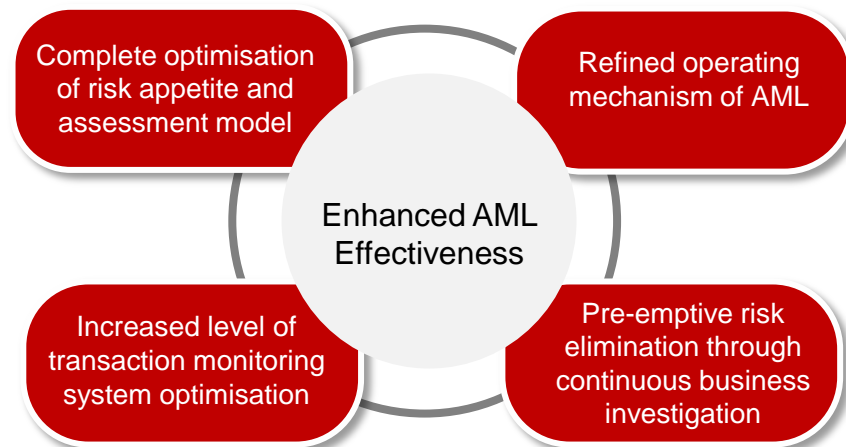 Complete optimisation
of risk appetite and
assessment model
Refined operating
mechanism of AML
Enhanced AML
Effectiveness
Increased level of
transaction monitoring
system optimisation
Pre-emptive risk
elimination through
continuous business
investigation